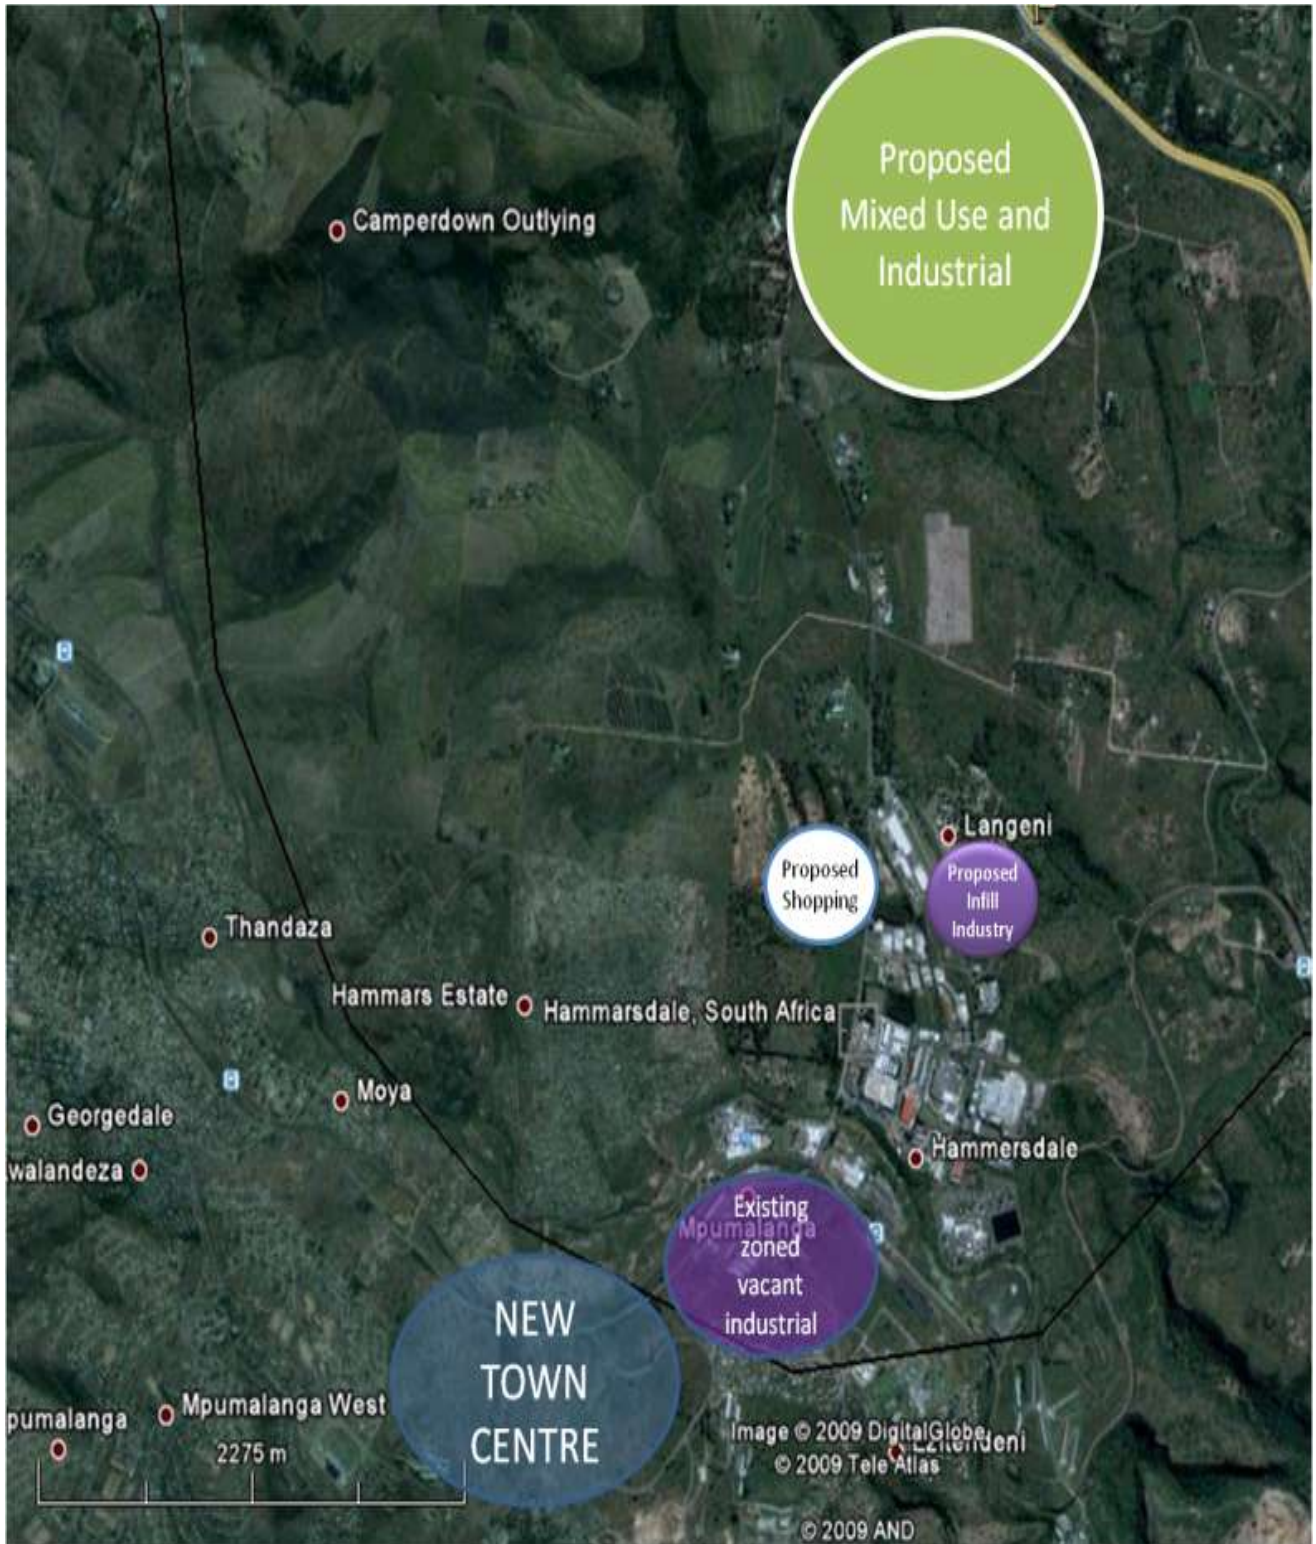 Proposed
Mixed Use and
Industrial
Camperdown Outlying
Langeni
Proposed
Shopping
Proposed
Infill
Industry
Thandaza
Hammars Estate
Hammarsdale, South Africa
Moya
Georgedale
Hammersdale
walandeza
Existing
Mpumalanga
zoned
vacant
industrial
NEW
TOWN
CENTRE
Mpumalanga West
pumalanga
2275 m
Image © 2009 DigitalGlobe
© 2009 Tele Atlas
© 2009 AND